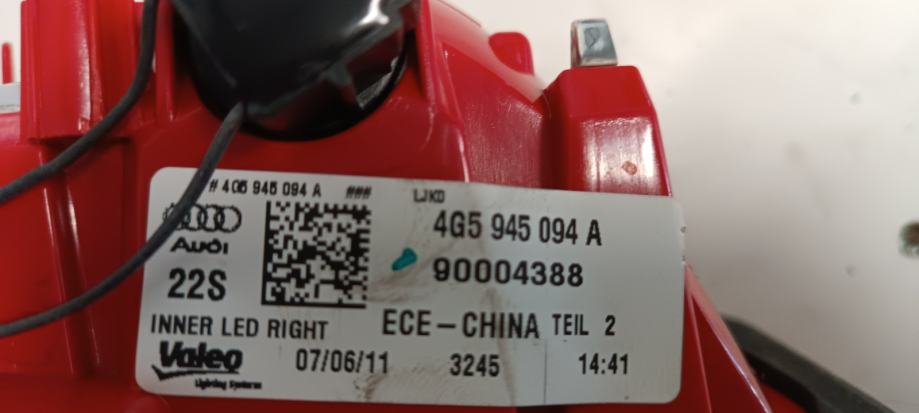 # 4G5 945 094 A ### LJKD
4G5 945 094 A
Audi
90004388
22S
INNER LED RIGHT ECE-CHINA TEIL 2
Valeo 07/06/11 3245 14:41
Lighting Systems